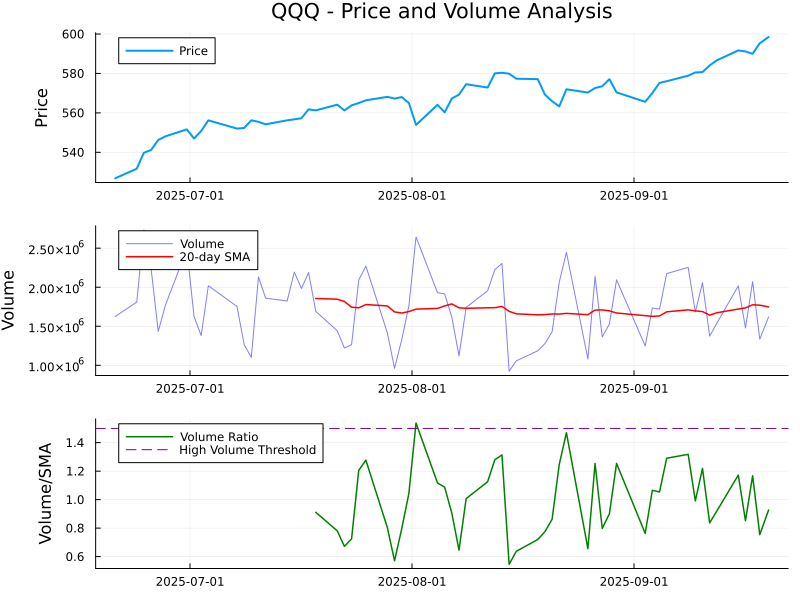 QQQ - Price and Volume Analysis
Price
600
580
560
540
Price
2025-07-01
2025-08-01
2025-09-01
Volume
2.50×10⁶
2.00×10⁶
1.50×10⁶
1.00×10⁶
Volume
20-day SMA
2025-07-01
2025-08-01
2025-09-01
Volume/SMA
1.4
1.2
1.0
0.8
0.6
Volume Ratio
High Volume Threshold
2025-07-01
2025-08-01
2025-09-01